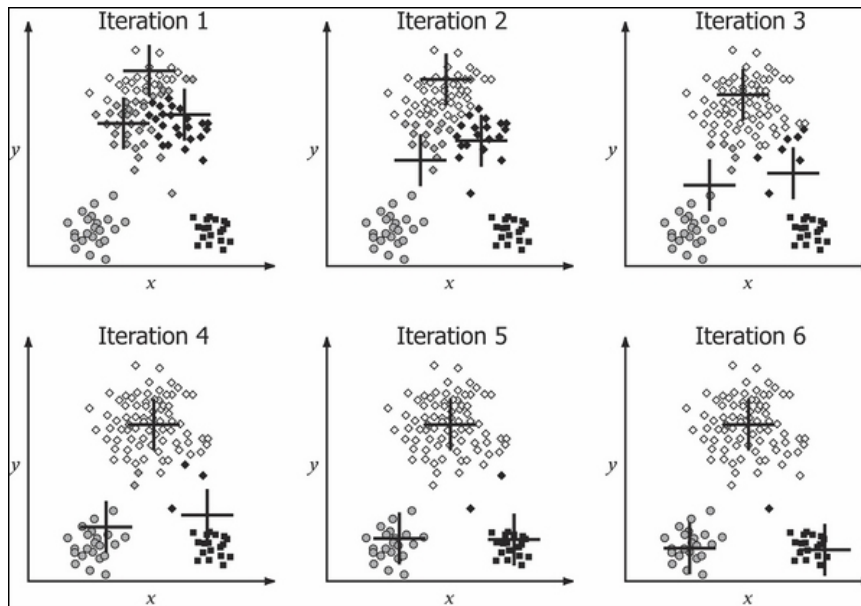 Iteration 1
Iteration 2
Iteration 3
y
y
y
x
x
x
Iteration 4
Iteration 5
Iteration 6
y
y
y
x
x
x